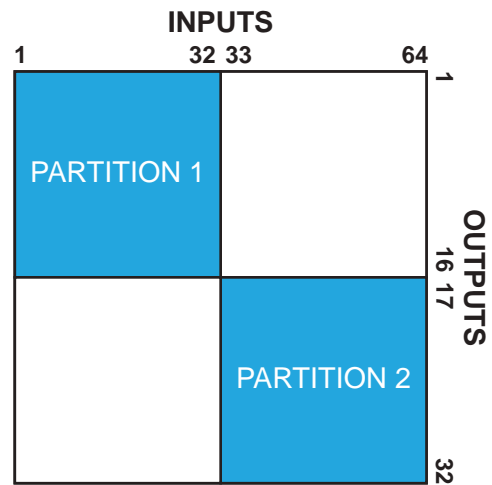 INPUTS
1 32 33 64
1
PARTITION 1
16
17
OUTPUTS
PARTITION 2
32